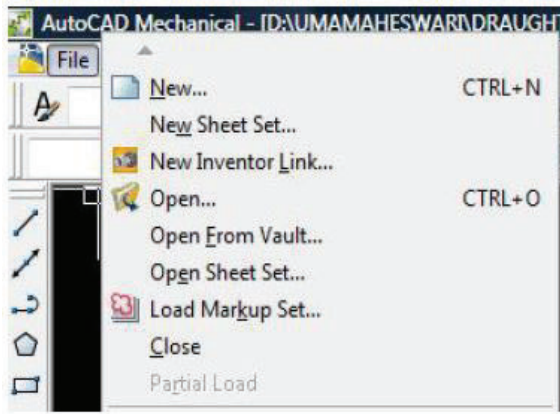 AutoCAD Mechanical - [D:\UMAMAHESWARI\DRAUGH
File
New... CTRL+N
New Sheet Set...
New Inventor Link...
Open... CTRL+O
Open From Vault...
Open Sheet Set...
Load Markup Set...
Close
Partial Load